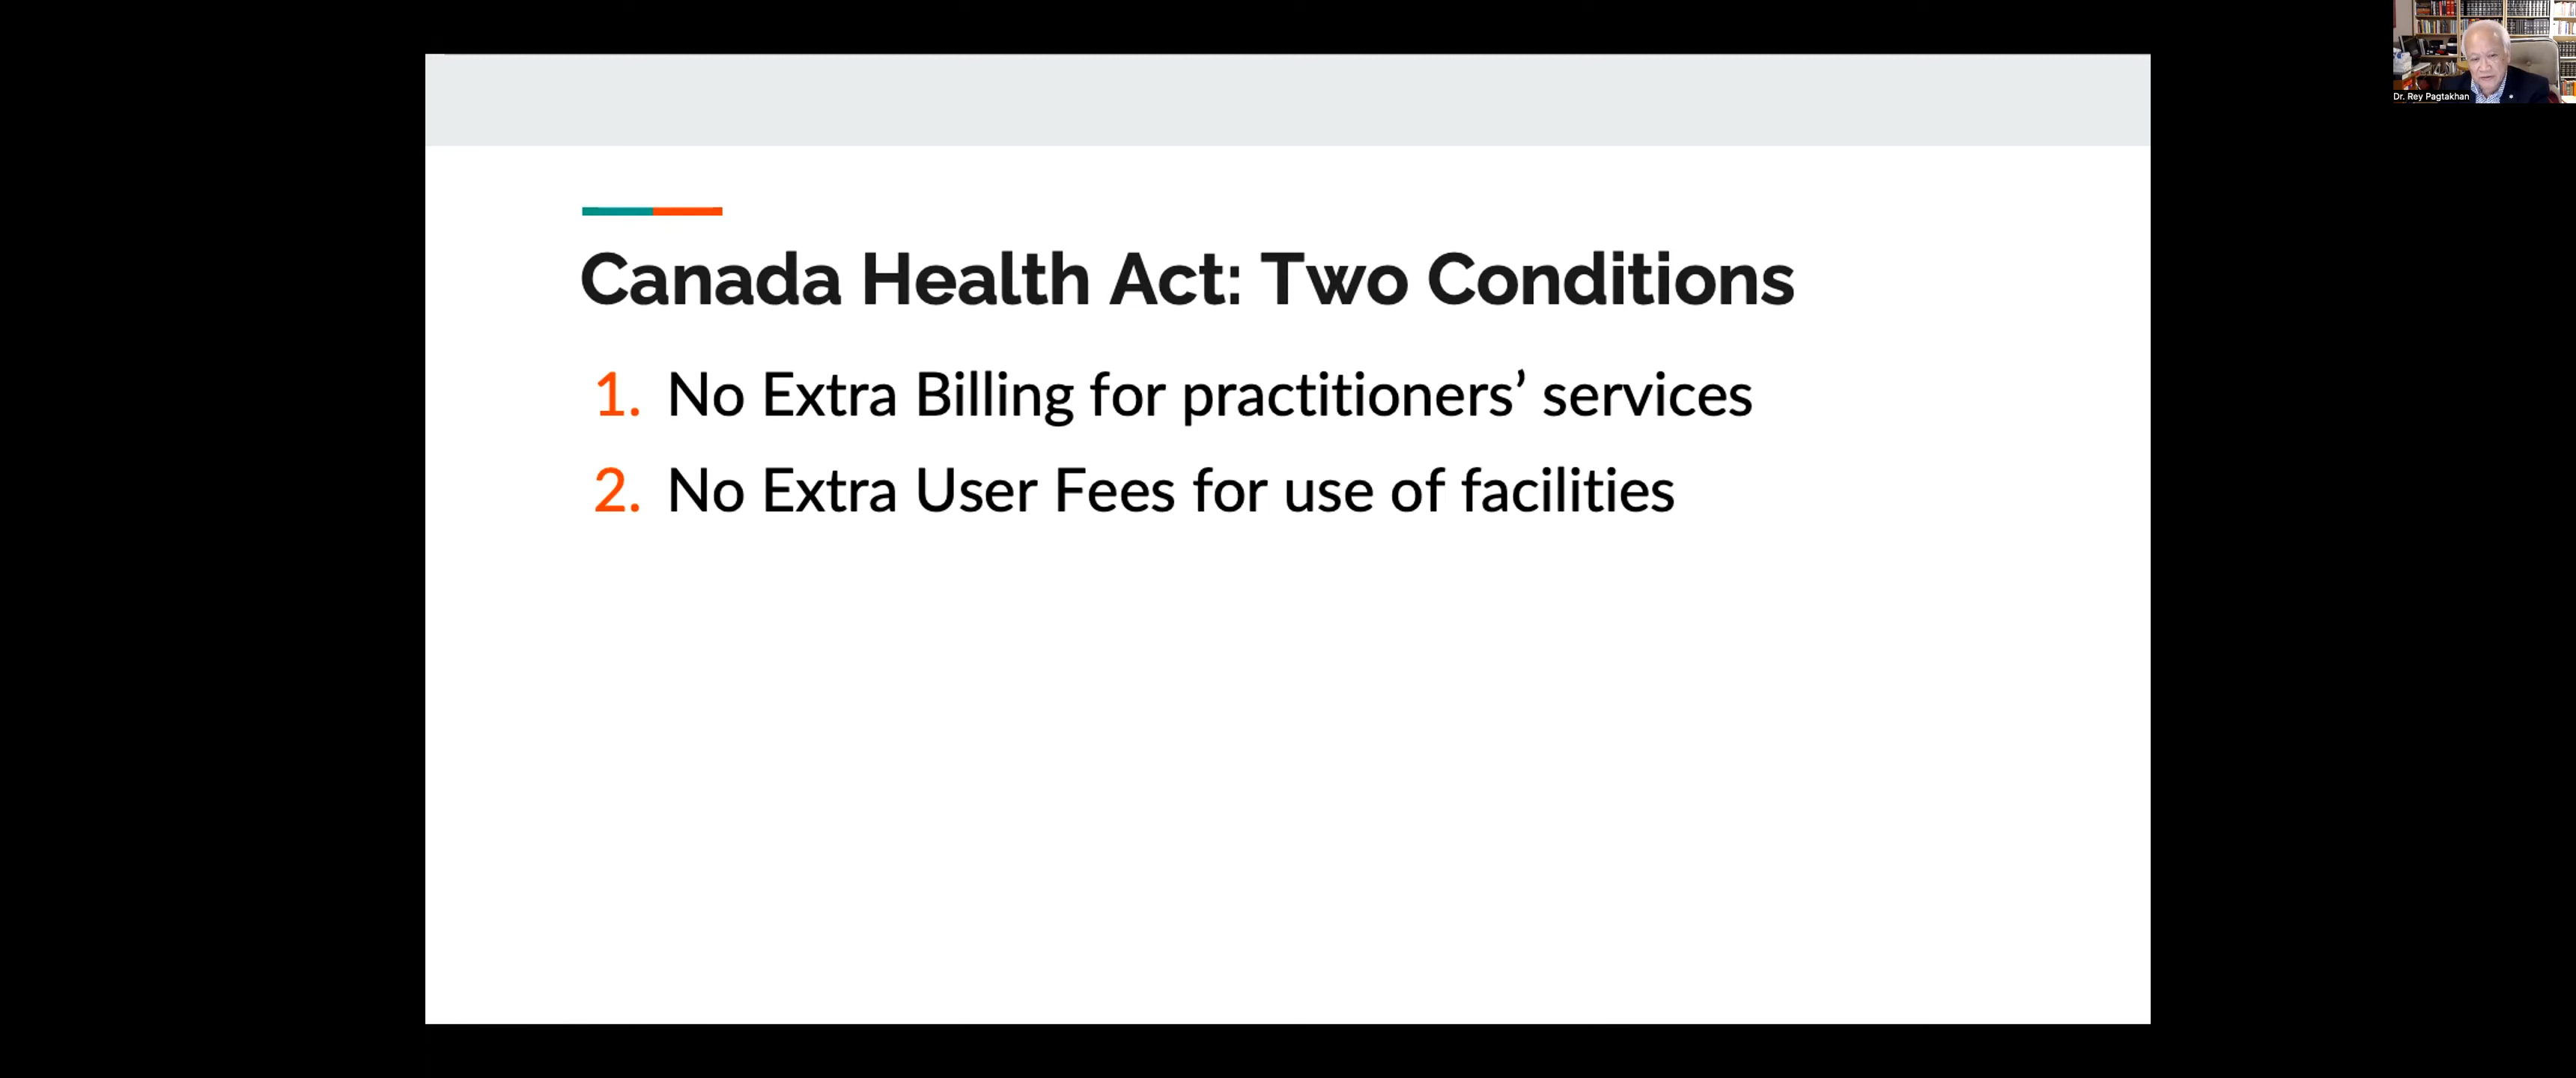 Dr. Rey Pagtakhan
Canada Health Act: Two Conditions
1. No Extra Billing for practitioners’ services
2. No Extra User Fees for use of facilities